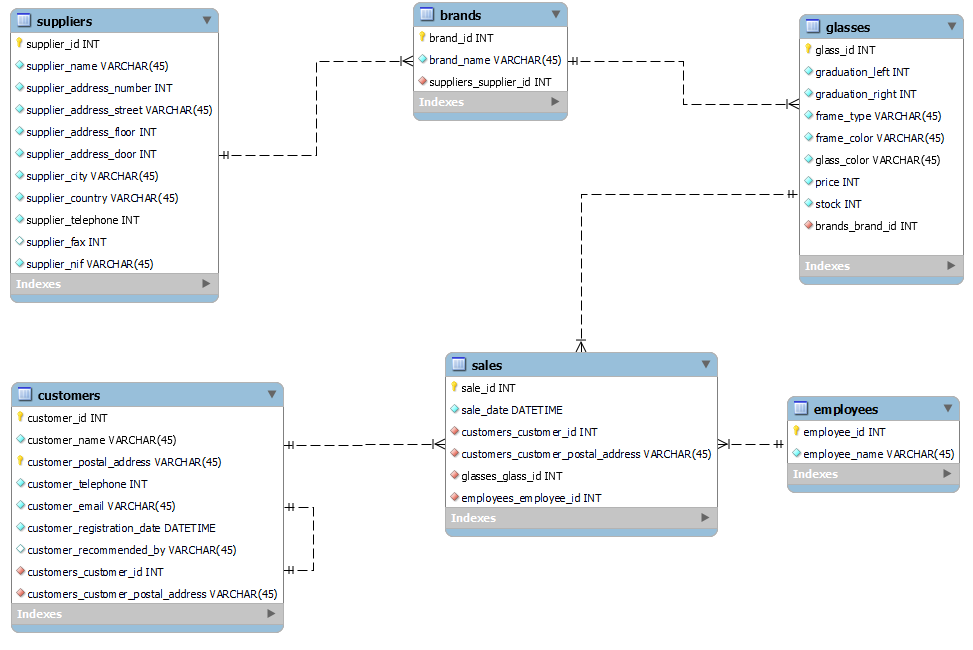 suppliers
supplier_id INT
supplier_name VARCHAR(45)
supplier_address_number INT
supplier_address_street VARCHAR(45)
supplier_address_floor INT
supplier_address_door INT
supplier_city VARCHAR(45)
supplier_country VARCHAR(45)
supplier_telephone INT
supplier_fax INT
supplier_nif VARCHAR(45)
Indexes
brands
brand_id INT
brand_name VARCHAR(45)
suppliers_supplier_id INT
Indexes
glasses
glass_id INT
graduation_left INT
graduation_right INT
frame_type VARCHAR(45)
frame_color VARCHAR(45)
glass_color VARCHAR(45)
price INT
stock INT
brands_brand_id INT
Indexes
customers
customer_id INT
customer_name VARCHAR(45)
customer_postal_address VARCHAR(45)
customer_telephone INT
customer_email VARCHAR(45)
customer_registration_date DATETIME
customer_recommended_by VARCHAR(45)
customers_customer_id INT
customers_customer_postal_address VARCHAR(45)
Indexes
sales
sale_id INT
sale_date DATETIME
customers_customer_id INT
customers_customer_postal_address VARCHAR(45)
glasses_glass_id INT
employees_employee_id INT
Indexes
employees
employee_id INT
employee_name VARCHAR(45)
Indexes